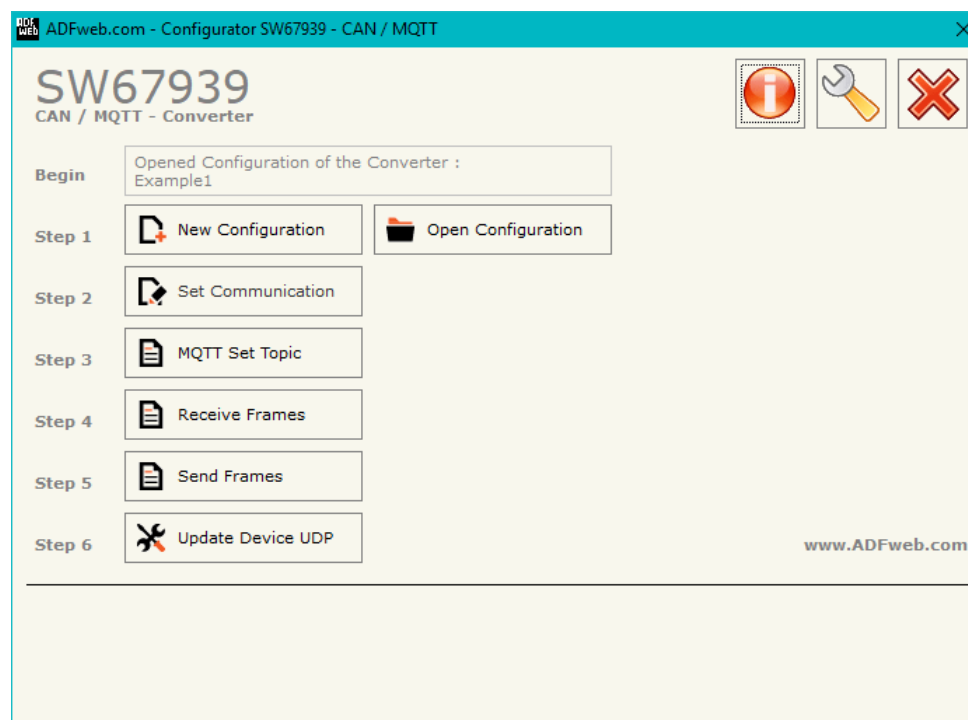 ADF
web ADFweb.com - Configurator SW67939 - CAN / MQTT
SW67939
CAN / MQTT - Converter
Begin
Opened Configuration of the Converter :
Example1
Step 1
New Configuration
Open Configuration
Step 2
Set Communication
Step 3
MQTT Set Topic
Step 4
Receive Frames
Step 5
Send Frames
Step 6
Update Device UDP
www.ADFweb.com